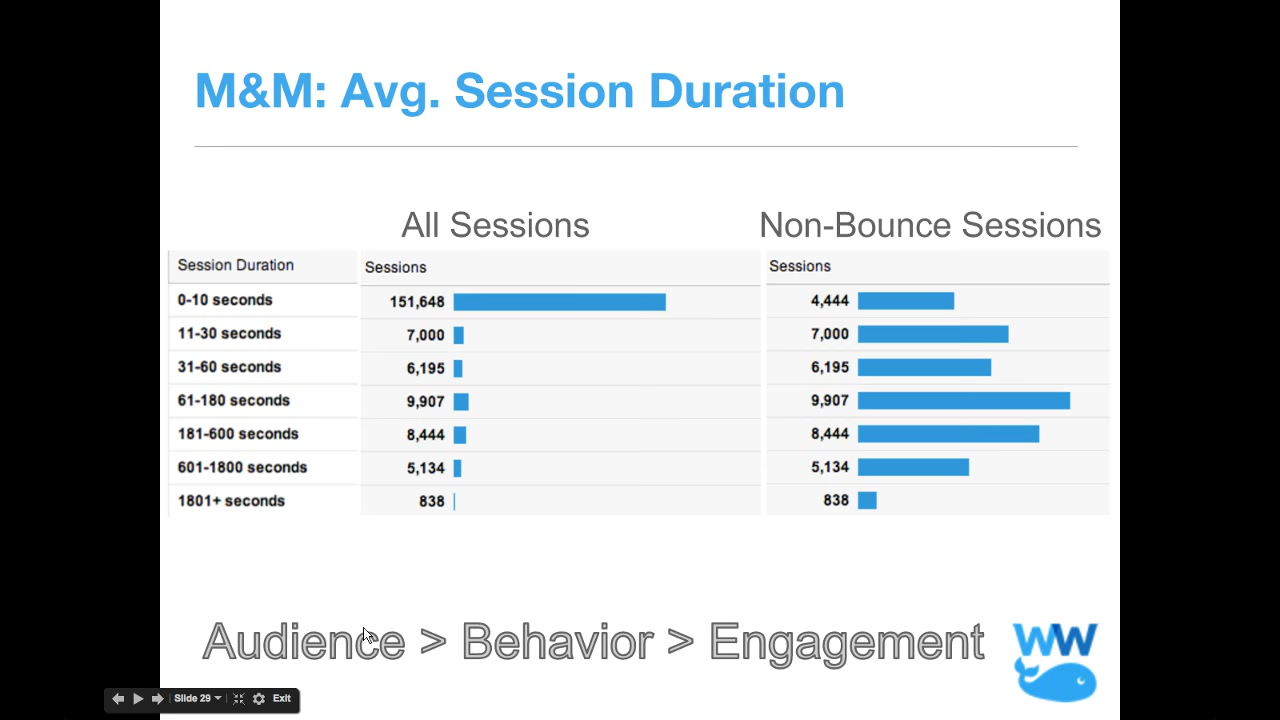 M&M: Avg. Session Duration
All Sessions Non-Bounce Sessions
Session Duration Sessions Sessions
0-10 seconds 151,648 4,444
11-30 seconds 7,000 7,000
31-60 seconds 6,195 6,195
61-180 seconds 9,907 9,907
181-600 seconds 8,444 8,444
601-1800 seconds 5,134 5,134
1801+ seconds 838 838
Audience > Behavior > Engagement
WW
Slide 29 Exit